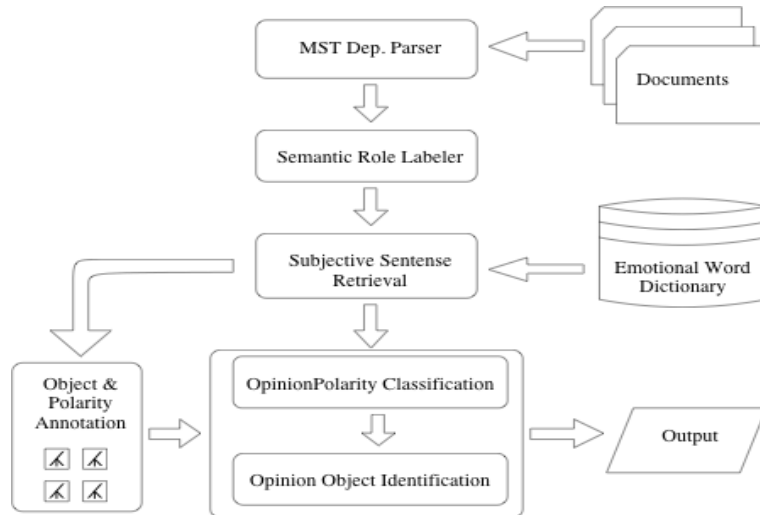 MST Dep. Parser
Documents
Semantic Role Labeler
Subjective Sentense
Retrieval
Emotional Word
Dictionary
Object &
Polarity
Annotation
OpinionPolarity Classification
Opinion Object Identification
Output